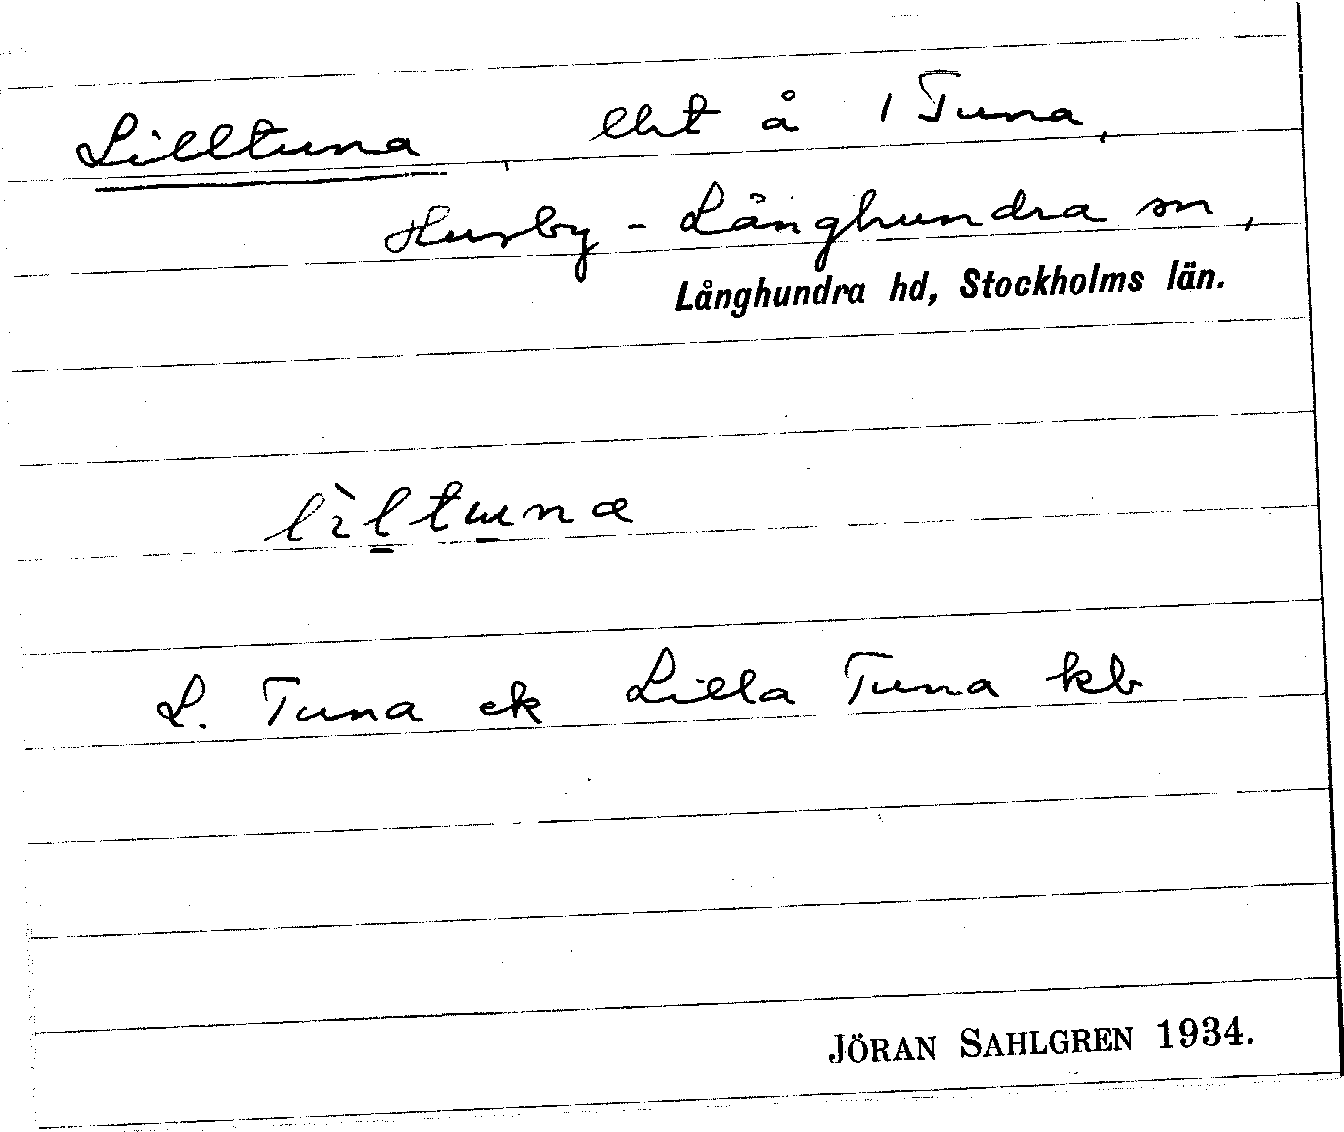 Lilltuna, lht å 1 Tuna,
Husby-Långhundra sn,
Långhundra hd, Stockholms län.
lìltuna
L. Tuna ek Lilla Tuna kb
JÖRAN SAHLGREN 1934.